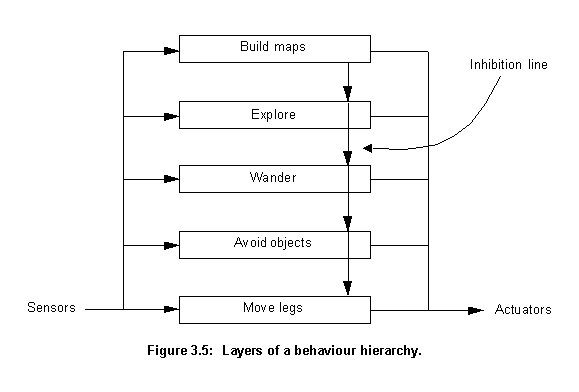 Build maps
Inhibition line
Explore
Wander
Avoid objects
Sensors
Move legs
Actuators
Figure 3.5: Layers of a behaviour hierarchy.